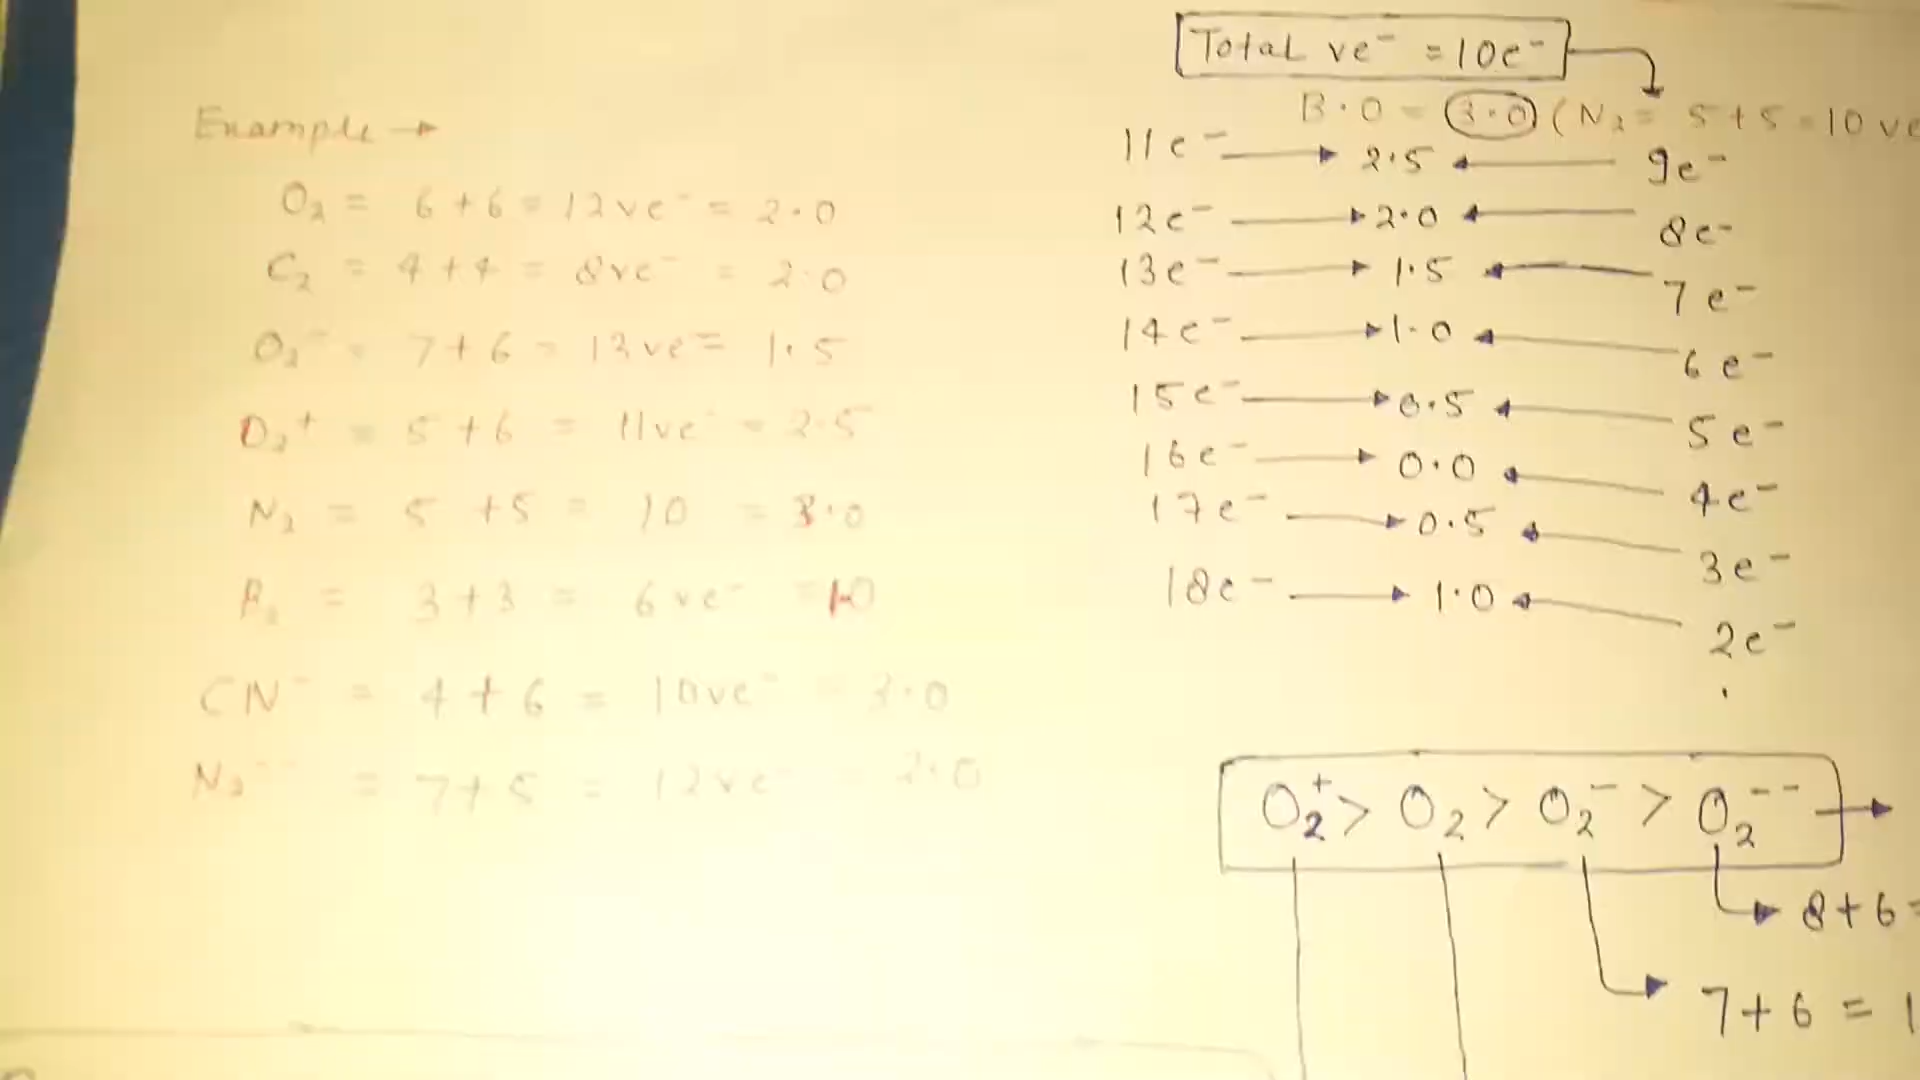 Example →
O₂ = 6 + 6 = 12 ve⁻ = 2.0
C₂ = 4 + 4 = 8 ve⁻ = 2.0
O₂⁻ = 7 + 6 = 13 ve⁻ = 1.5
O₂⁺ = 5 + 6 = 11 ve⁻ = 2.5
N₂ = 5 + 5 = 10 = 3.0
B₂ = 3 + 3 = 6 ve⁻ = 1.0
CN⁻ = 4 + 6 = 10 ve⁻ = 3.0
N₂⁻⁻ = 7 + 5 = 12 ve⁻ = 2.0
Total ve⁻ = 10e⁻
B.O = 3.0 (N₂ = 5 + 5 = 10 ve
11e⁻ → 2.5 ← 9e⁻
12e⁻ → 2.0 ← 8e⁻
13e⁻ → 1.5 ← 7e⁻
14e⁻ → 1.0 ← 6e⁻
15e⁻ → 0.5 ← 5e⁻
16e⁻ → 0.0 ← 4e⁻
17e⁻ → 0.5 ← 3e⁻
18e⁻ → 1.0 ← 2e⁻
O₂⁺ > O₂ > O₂⁻ > O₂⁻⁻ →
8 + 6 =
7 + 6 = 1